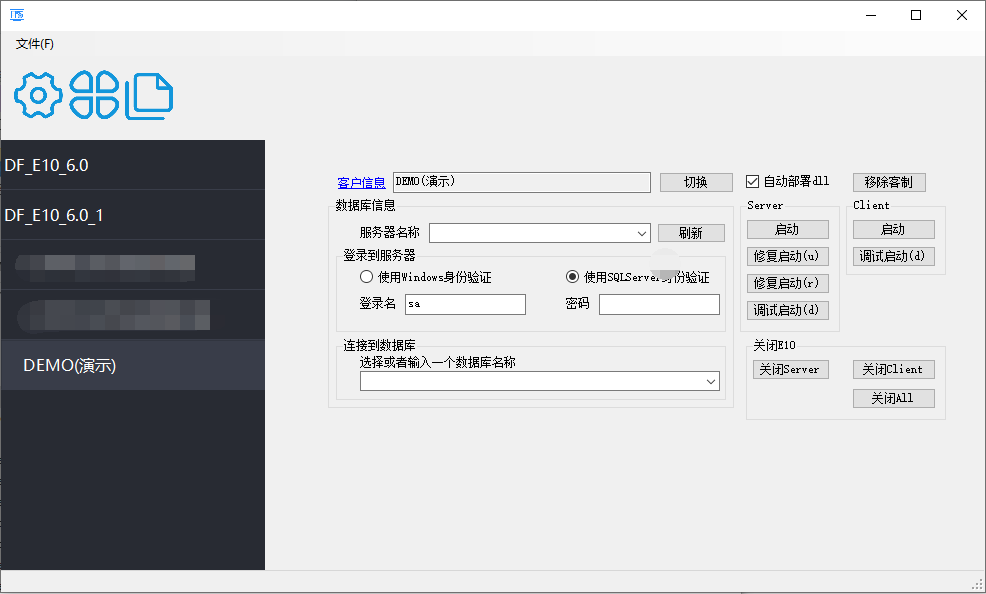 文件(F)
DF_E10_6.0
DF_E10_6.0_1
DEMO(演示)
客户信息 DEMO(演示) 切换 自动部署dll 移除客制
数据库信息 Server Client
服务器名称 刷新 启动 启动
登录到服务器 修复启动(u) 调试启动(d)
使用Windows身份验证 使用SQLServer身份验证 修复启动(r)
登录名 sa 密码 调试启动(d)
连接到数据库 关闭E10
选择或者输入一个数据库名称 关闭Server 关闭Client
关闭All